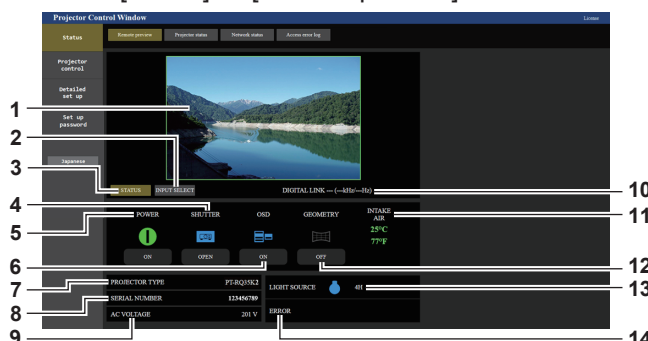 Projector Control Window
License
Status
Remote preview
Projector status
Network status
Access error log
Projector
control
Detailed
set up
Set up
password
Japanese
1
2
3
STATUS
INPUT SELECT
DIGITAL LINK --- (---kHz/---Hz)
10
4
5
POWER
SHUTTER
OSD
GEOMETRY
INTAKE
AIR
11
25°C
77°F
6
ON
OPEN
ON
OFF
12
7
PROJECTOR TYPE
PT-RQ35K2
LIGHT SOURCE
4H
13
8
SERIAL NUMBER
123456789
9
AC VOLTAGE
201 V
ERROR
14